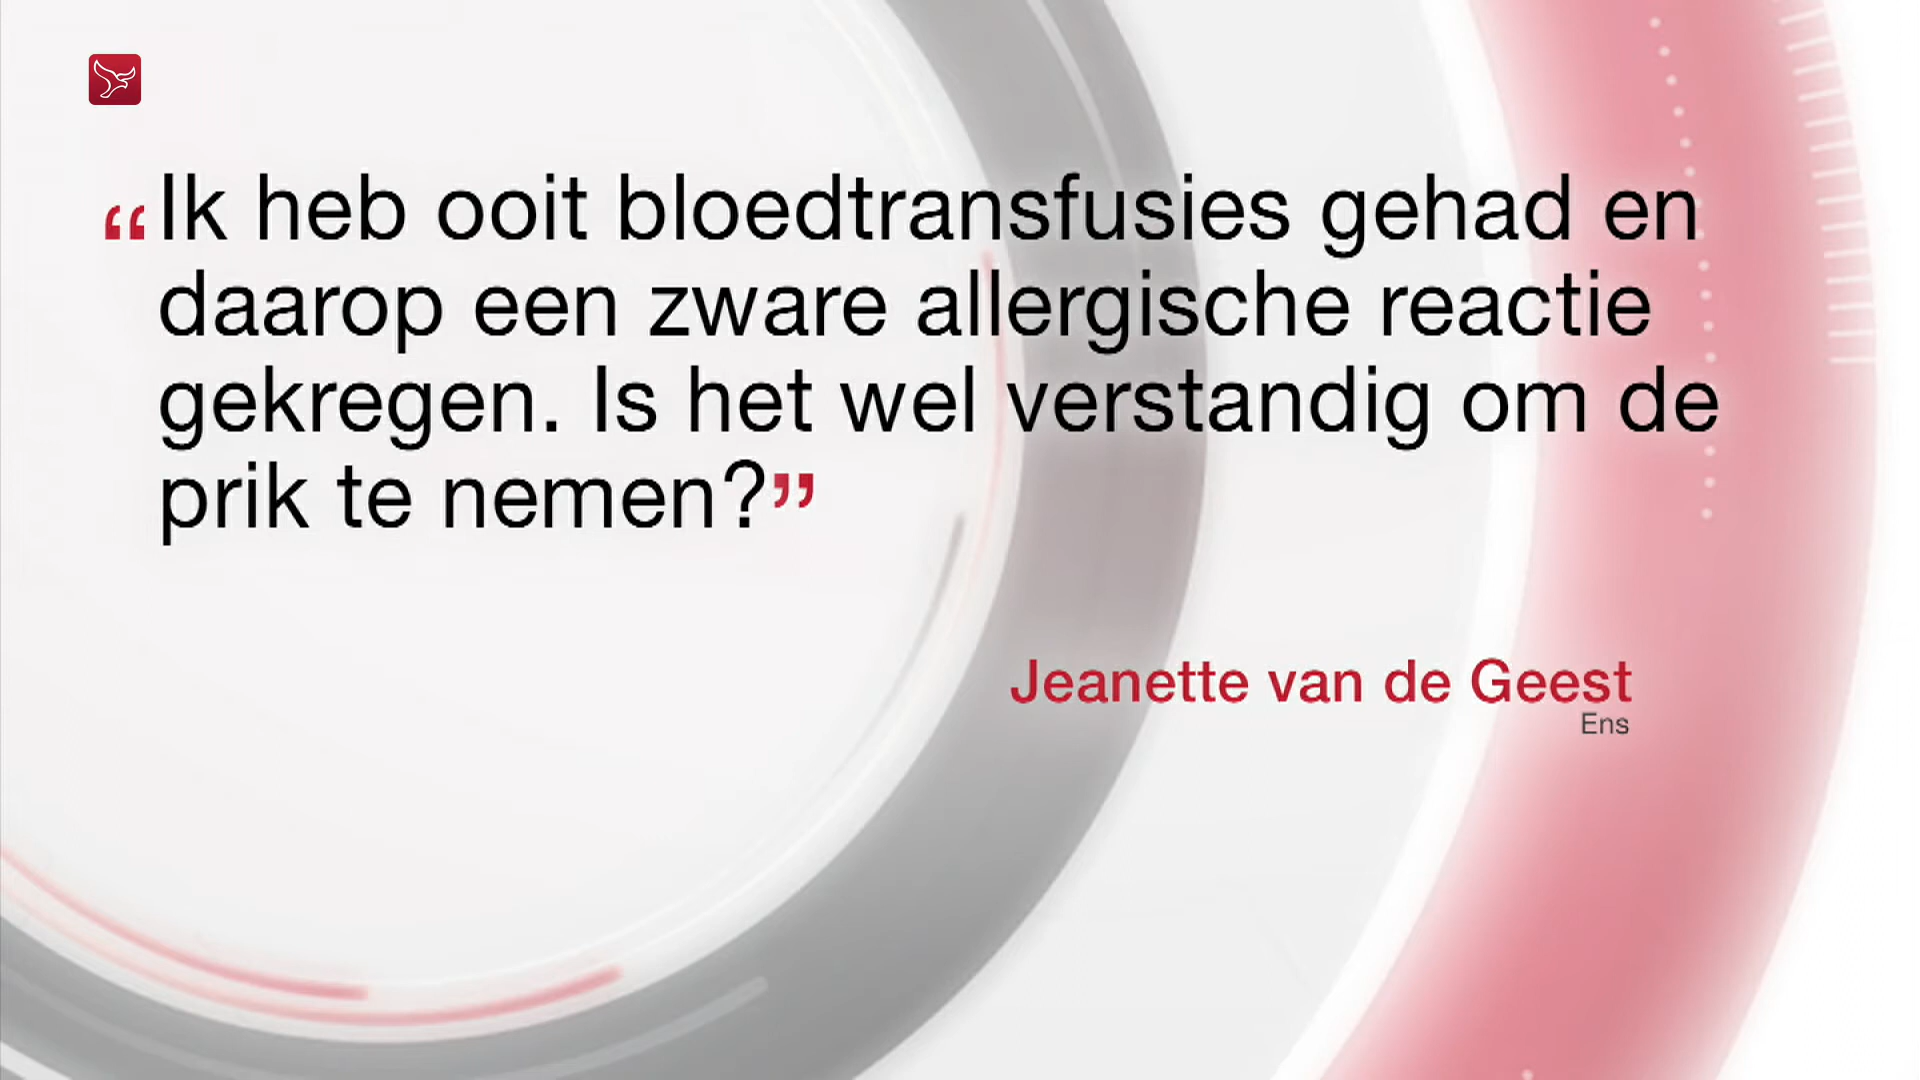 “Ik heb ooit bloedtransfusies gehad en
daarop een zware allergische reactie
gekregen. Is het wel verstandig om de
prik te nemen?”
Jeanette van de Geest
Ens